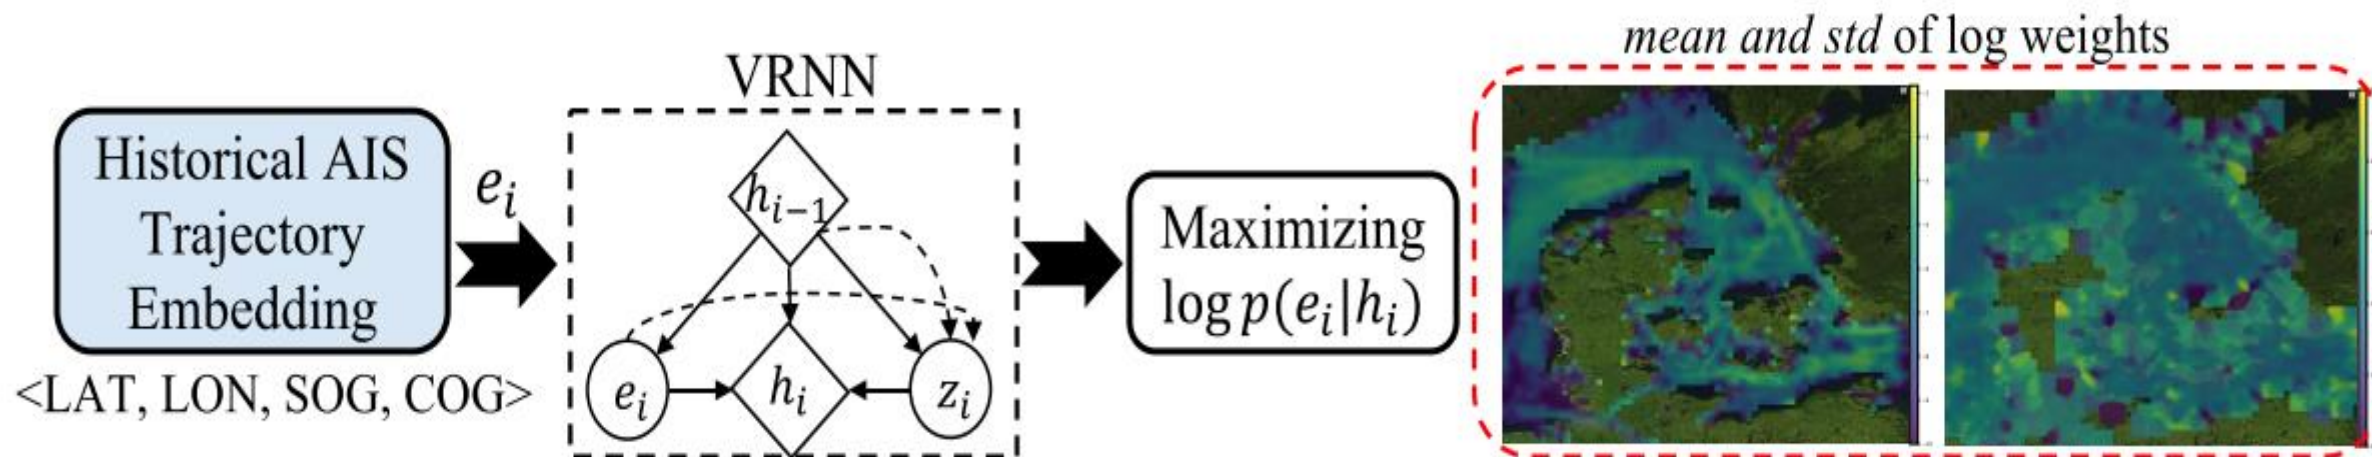 mean and std of log weights
VRNN
Historical AIS
Trajectory
Embedding
e_i
<LAT, LON, SOG, COG>
h_{i-1}
e_i
h_i
z_i
Maximizing
log p(e_i|h_i)